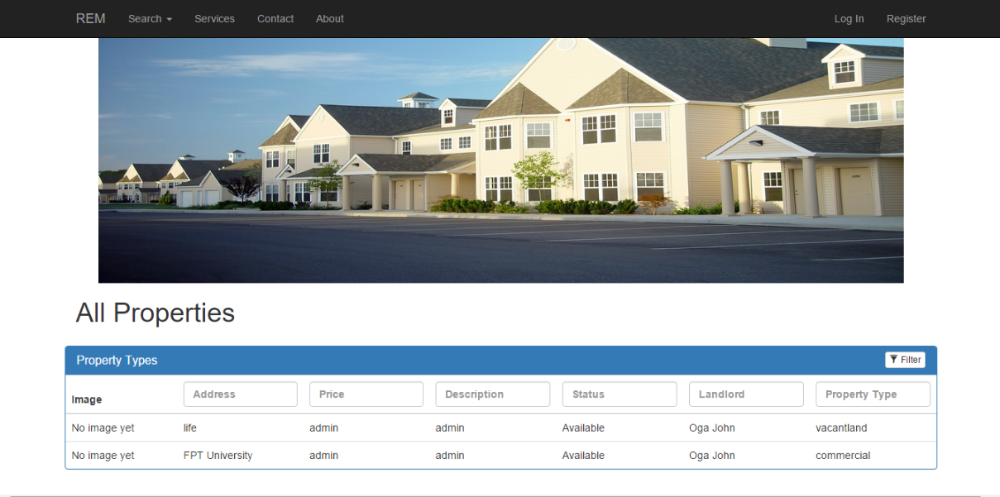 REM Search Services Contact About Log In Register
All Properties
Property Types Filter
Image Address Price Description Status Landlord Property Type
No image yet life admin admin Available Oga John vacantland
No image yet FPT University admin admin Available Oga John commercial